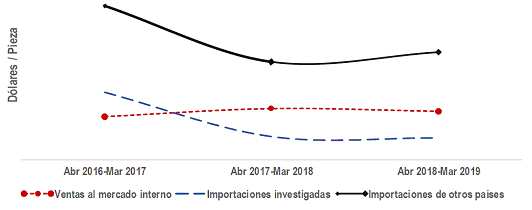 Dólares / Pieza
Abr 2016-Mar 2017 Abr 2017-Mar 2018 Abr 2018-Mar 2019
Ventas al mercado interno Importaciones investigadas Importaciones de otros países